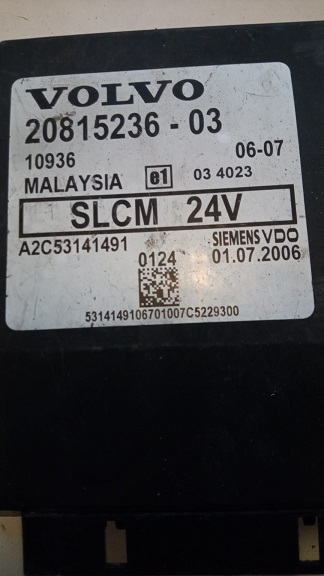 VOLVO
20815236 - 03
10936 06-07
MALAYSIA e1 03 4023
SLCM 24V
A2C53141491 SIEMENS VDO
0124 01.07.2006
5314149106701007C5229300